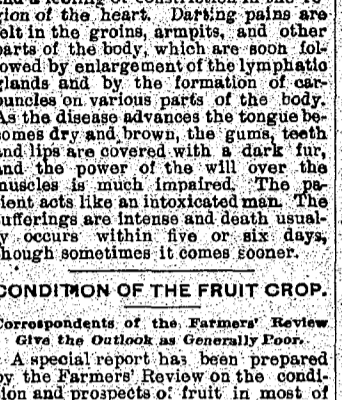 and a feeling of constriction in the re-
gion of the heart. Darting pains are
felt in the groins, armpits, and other
parts of the body, which are soon fol-
owed by enlargement of the lymphatic
glands and by the formation of car-
buncles on various parts of the body.
As the disease advances the tongue be-
comes dry and brown, the gums, teeth
and lips are covered with a dark fur,
and the power of the will over the
muscles is much impaired. The pa-
tient acts like an intoxicated man. The
sufferings are intense and death usual-
y occurs within five or six days,
though sometimes it comes sooner.
CONDITION OF THE FRUIT CROP.
Correspondents of the Farmers' Review
Give the Outlook as Generally Poor.
A special report has been prepared
by the Farmers' Review on the condi-
tion and prospects of fruit in most of